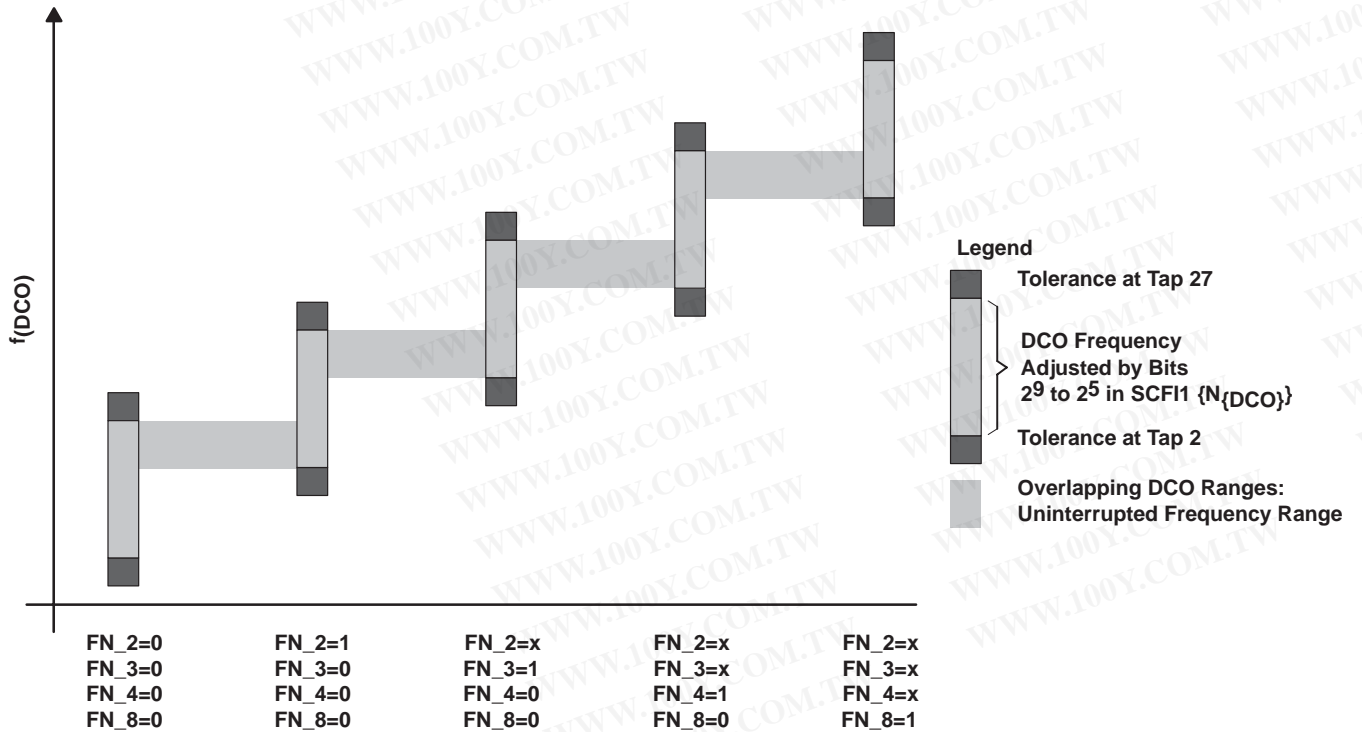 f(DCO)
Legend
Tolerance at Tap 27
DCO Frequency
Adjusted by Bits
2⁹ to 2⁵ in SCFI1 {N{DCO}}
Tolerance at Tap 2
Overlapping DCO Ranges:
Uninterrupted Frequency Range
FN_2=0 FN_2=1 FN_2=x FN_2=x FN_2=x
FN_3=0 FN_3=0 FN_3=1 FN_3=x FN_3=x
FN_4=0 FN_4=0 FN_4=0 FN_4=1 FN_4=x
FN_8=0 FN_8=0 FN_8=0 FN_8=0 FN_8=1
WWW.100Y.COM.TW